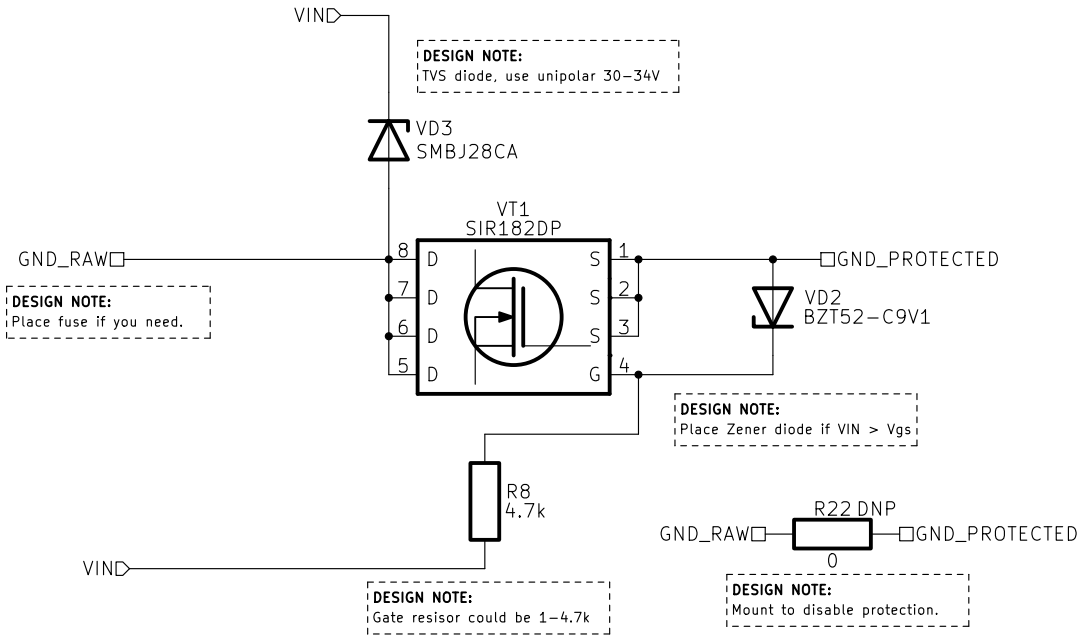 VIN
DESIGN NOTE:
TVS diode, use unipolar 30-34V
VD3
SMBJ28CA
VT1
SIR182DP
GND_RAW
8 D S 1
GND_PROTECTED
7 D S 2
6 D S 3
5 D G 4
VD2
BZT52-C9V1
DESIGN NOTE:
Place fuse if you need.
DESIGN NOTE:
Place Zener diode if VIN > Vgs
R8
4.7k
VIN
DESIGN NOTE:
Gate resisor could be 1-4.7k
R22 DNP
GND_RAW
GND_PROTECTED
0
DESIGN NOTE:
Mount to disable protection.